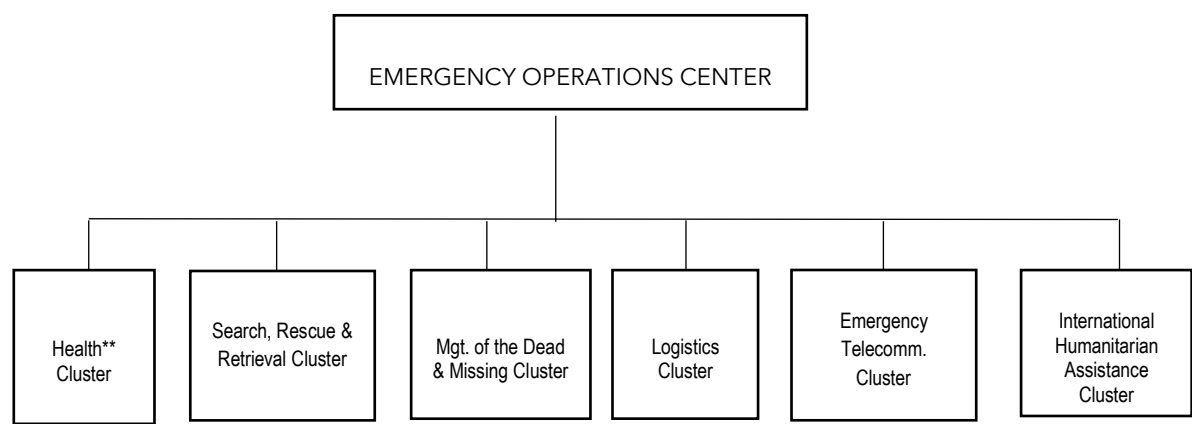 EMERGENCY OPERATIONS CENTER
Health**
Cluster
Search, Rescue &
Retrieval Cluster
Mgt. of the Dead
& Missing Cluster
Logistics
Cluster
Emergency
Telecomm.
Cluster
International
Humanitarian
Assistance
Cluster